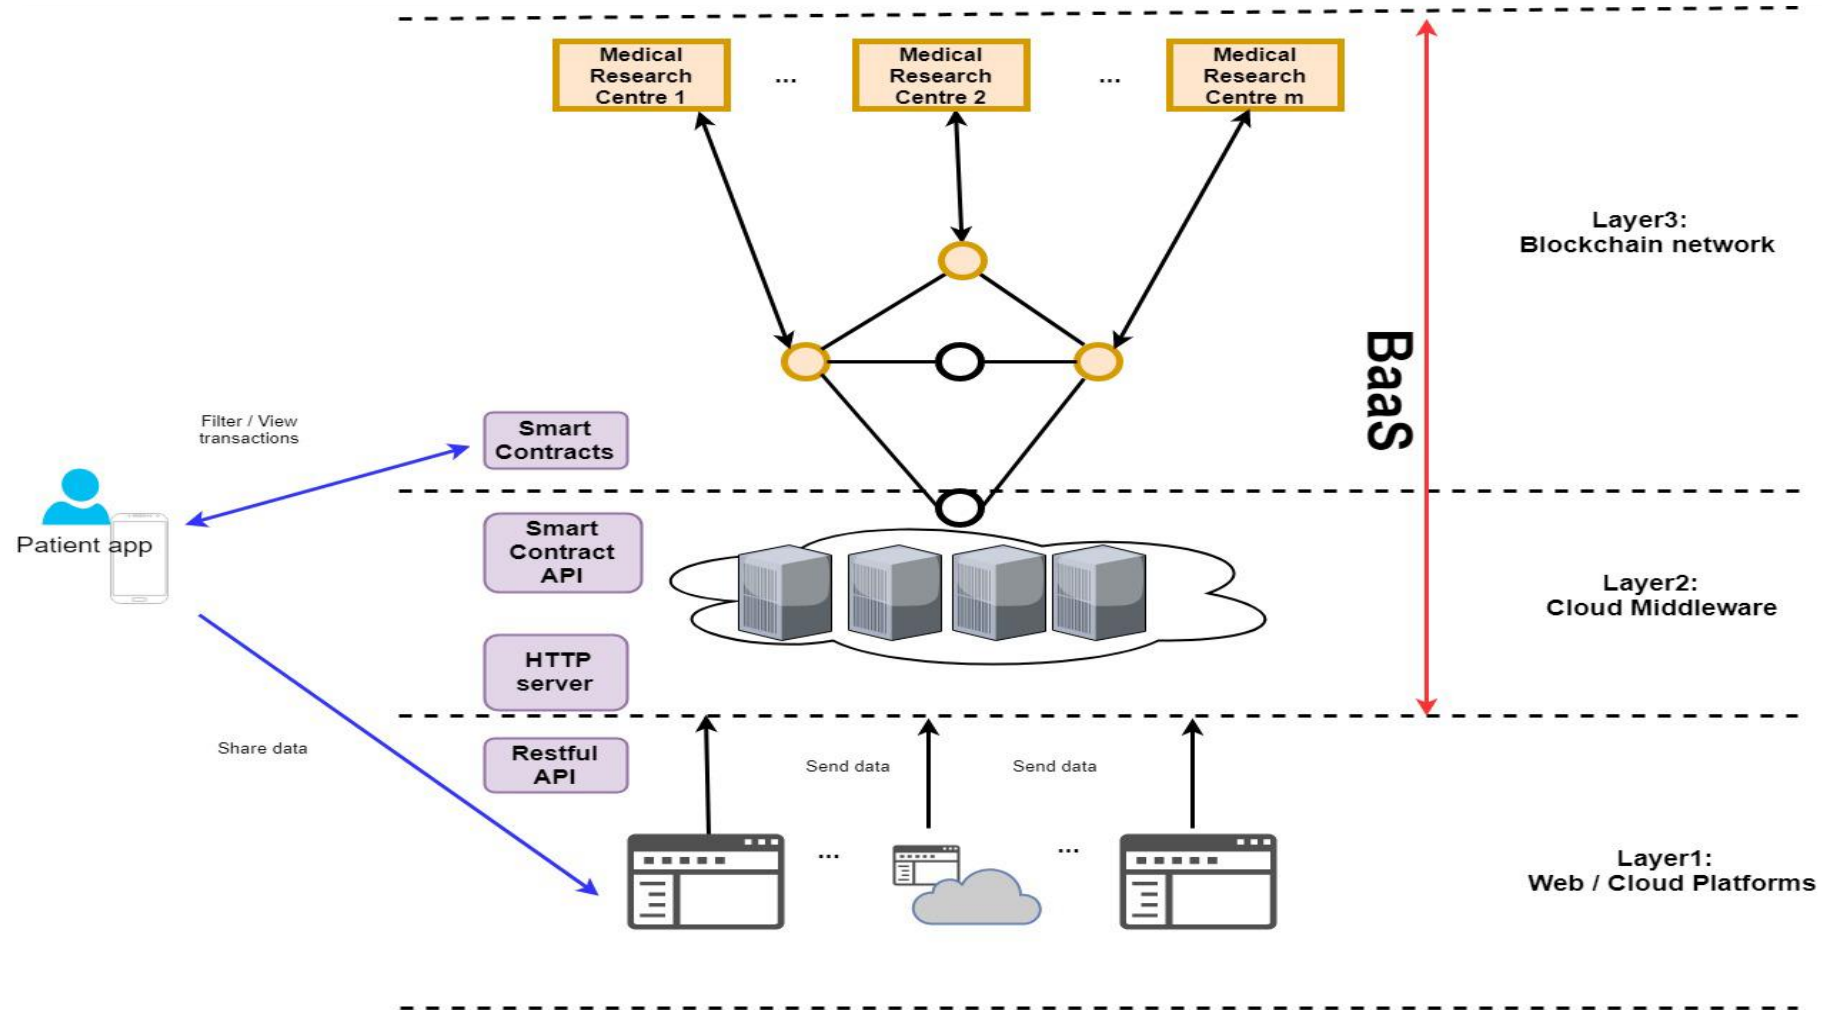 Medical
Research
Centre 1
...
Medical
Research
Centre 2
...
Medical
Research
Centre m
Layer3:
Blockchain network
BaaS
Filter / View
transactions
Smart
Contracts
Patient app
Smart
Contract
API
Layer2:
Cloud Middleware
HTTP
server
Share data
Restful
API
Send data
Send data
...
...
Layer1:
Web / Cloud Platforms